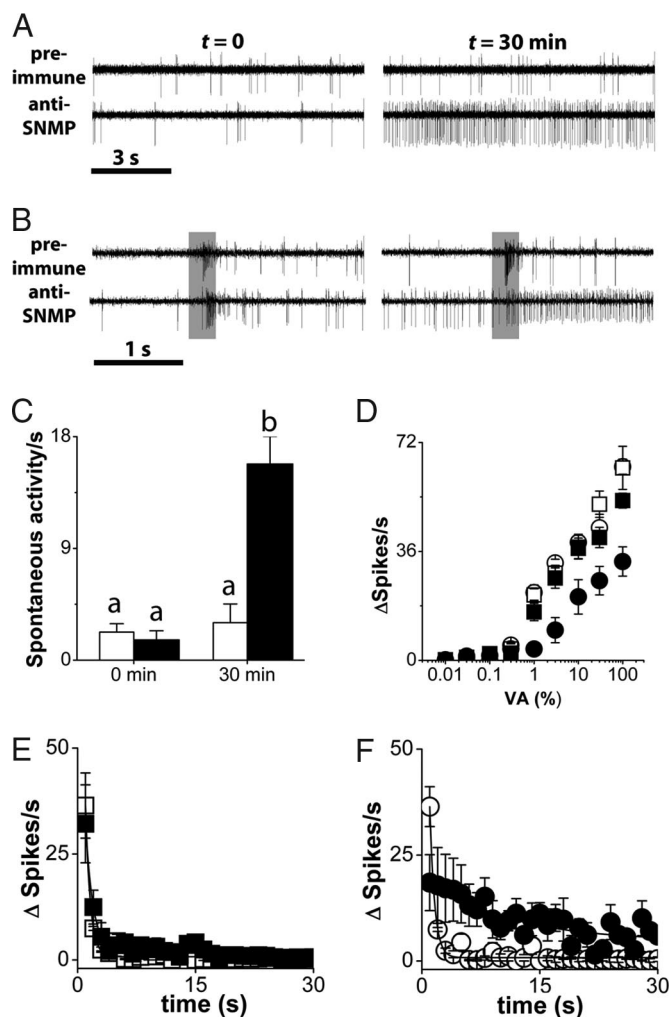 A
t = 0
t = 30 min
pre-
immune
anti-
SNMP
3 s
B
pre-
immune
anti-
SNMP
1 s
C
Spontaneous activity/s
18
9
0
a
a
a
b
0 min
30 min
D
ΔSpikes/s
72
36
0
0.01
0.1
1
10
100
VA (%)
E
Δ Spikes/s
50
25
0
0
15
30
time (s)
F
Δ Spikes/s
50
25
0
0
15
30
time (s)